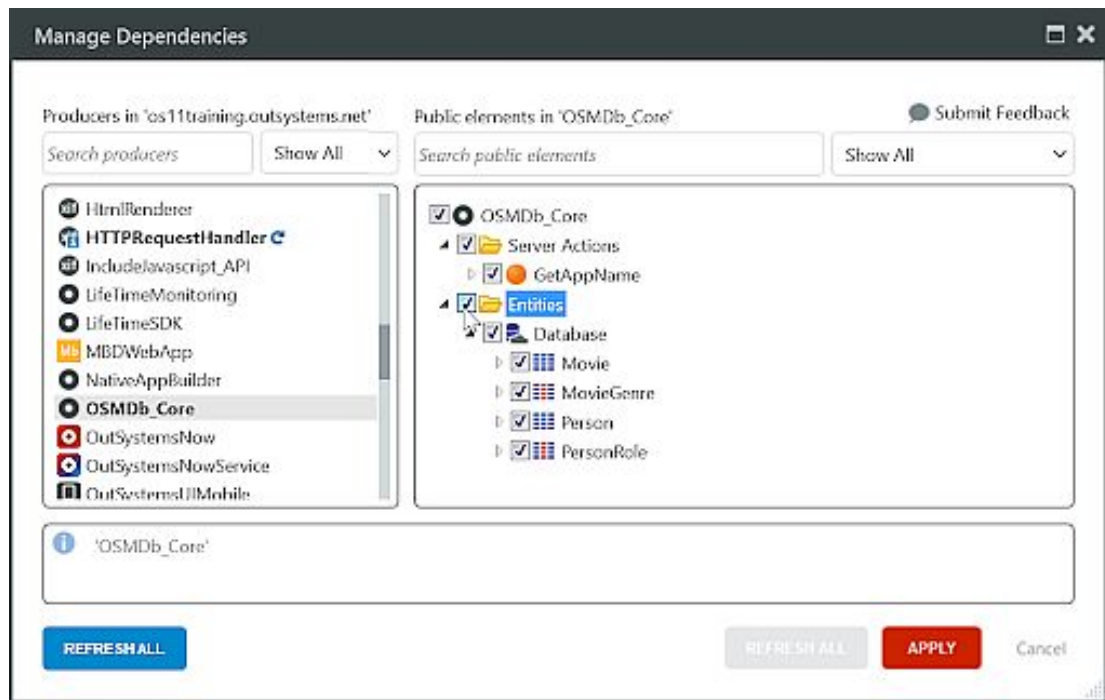 Manage Dependencies
Producers in 'os11training.outsystems.net'
Public elements in 'OSMDb_Core'
Submit Feedback
Search producers
Show All
Search public elements
Show All
HtmlRenderer
HTTPRequestHandler
IncludeJavascript_API
LifeTimeMonitoring
LifeTimeSDK
Mb MBDWebApp
NativeAppBuilder
OSMDb_Core
OutSystemsNow
OutSystemsNowService
OutSystemsUIMobile
OSMDb_Core
Server Actions
GetAppName
Entities
Database
Movie
MovieGenre
Person
PersonRole
'OSMDb_Core'
REFRESH ALL
REFRESH ALL
APPLY
Cancel